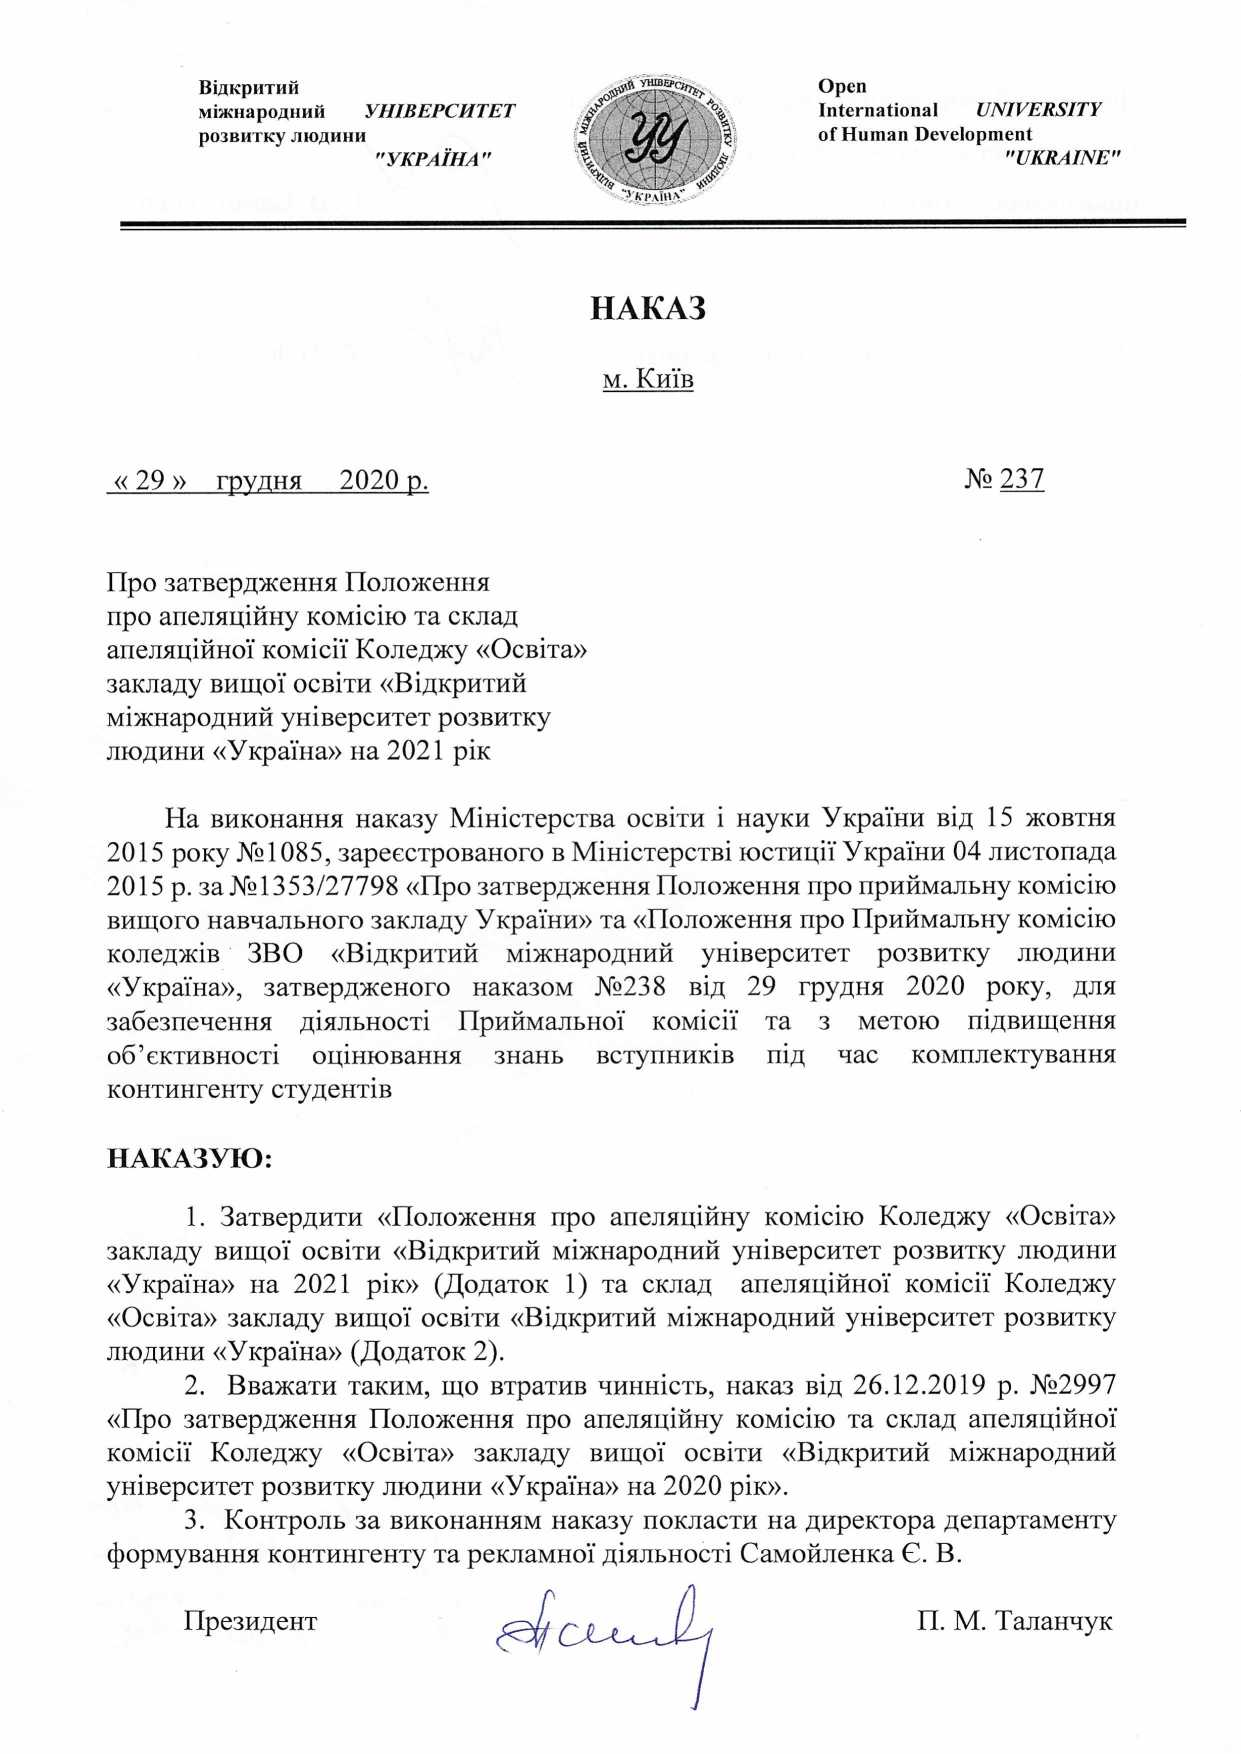 Відкритий
міжнародний УНІВЕРСИТЕТ
розвитку людини
"УКРАЇНА"
ВІДКРИТИЙ МІЖНАРОДНИЙ УНІВЕРСИТЕТ РОЗВИТКУ ЛЮДИНИ
"УКРАЇНА"
УУ
Open
International UNIVERSITY
of Human Development
"UKRAINE"
НАКАЗ
м. Київ
« 29 » грудня 2020 р. № 237
Про затвердження Положення
про апеляційну комісію та склад
апеляційної комісії Коледжу «Освіта»
закладу вищої освіти «Відкритий
міжнародний університет розвитку
людини «Україна» на 2021 рік
На виконання наказу Міністерства освіти і науки України від 15 жовтня
2015 року №1085, зареєстрованого в Міністерстві юстиції України 04 листопада
2015 р. за №1353/27798 «Про затвердження Положення про приймальну комісію
вищого навчального закладу України» та «Положення про Приймальну комісію
коледжів ЗВО «Відкритий міжнародний університет розвитку людини
«Україна», затвердженого наказом №238 від 29 грудня 2020 року, для
забезпечення діяльності Приймальної комісії та з метою підвищення
об’єктивності оцінювання знань вступників під час комплектування
контингенту студентів
НАКАЗУЮ:
1. Затвердити «Положення про апеляційну комісію Коледжу «Освіта»
закладу вищої освіти «Відкритий міжнародний університет розвитку людини
«Україна» на 2021 рік» (Додаток 1) та склад апеляційної комісії Коледжу
«Освіта» закладу вищої освіти «Відкритий міжнародний університет розвитку
людини «Україна» (Додаток 2).
2. Вважати таким, що втратив чинність, наказ від 26.12.2019 р. №2997
«Про затвердження Положення про апеляційну комісію та склад апеляційної
комісії Коледжу «Освіта» закладу вищої освіти «Відкритий міжнародний
університет розвитку людини «Україна» на 2020 рік».
3. Контроль за виконанням наказу покласти на директора департаменту
формування контингенту та рекламної діяльності Самойленка Є. В.
Президент П. М. Таланчук